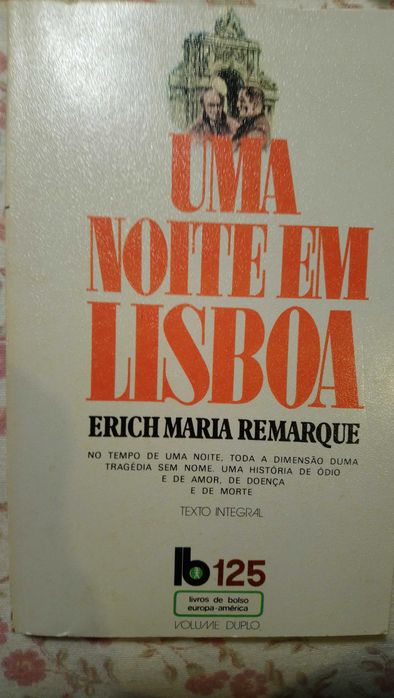 UMA
NOITE EM
LISBOA
ERICH MARIA REMARQUE
NO TEMPO DE UMA NOITE, TODA A DIMENSÃO DUMA
TRAGÉDIA SEM NOME. UMA HISTÓRIA DE ÓDIO
E DE AMOR, DE DOENÇA
E DE MORTE
TEXTO INTEGRAL
lb 125
livros de bolso
europa-américa
VOLUME DUPLO